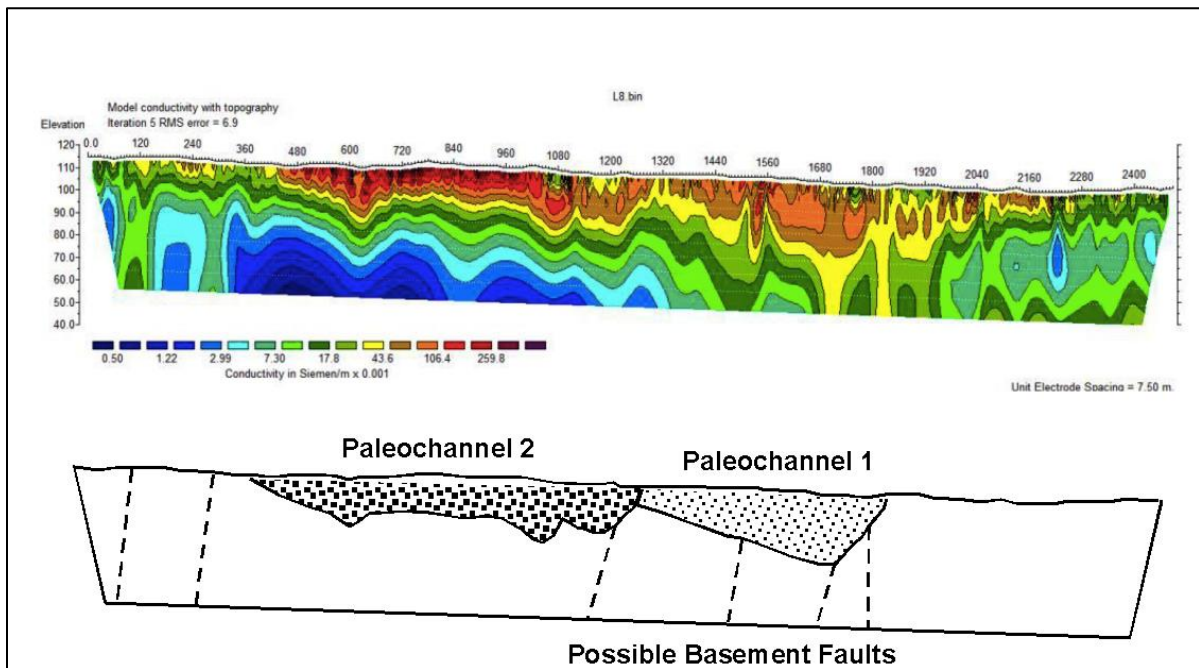 Model conductivity with topography
L8.bin
Iteration 5 RMS error = 6.9
Elevation
0.0 120 240 360 480 600 720 840 960 1080 1200 1320 1440 1560 1680 1800 1920 2040 2160 2280 2400
120
110
100
90.0
80.0
70.0
60.0
50.0
40.0
0.50 1.22 2.99 7.30 17.8 43.6 106.4 259.8
Conductivity in Siemen/m x 0.001
Unit Electrode Spacing = 7.50 m.
Paleochannel 2 Paleochannel 1
Possible Basement Faults